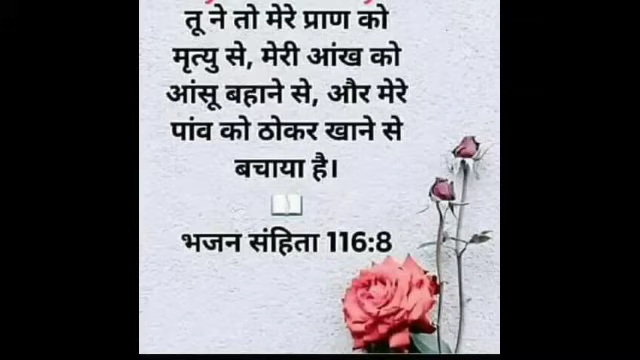 तू ने तो मेरे प्राण को
मृत्यु से, मेरी आंख को
आंसू बहाने से, और मेरे
पांव को ठोकर खाने से
बचाया है।
भजन संहिता 116:8